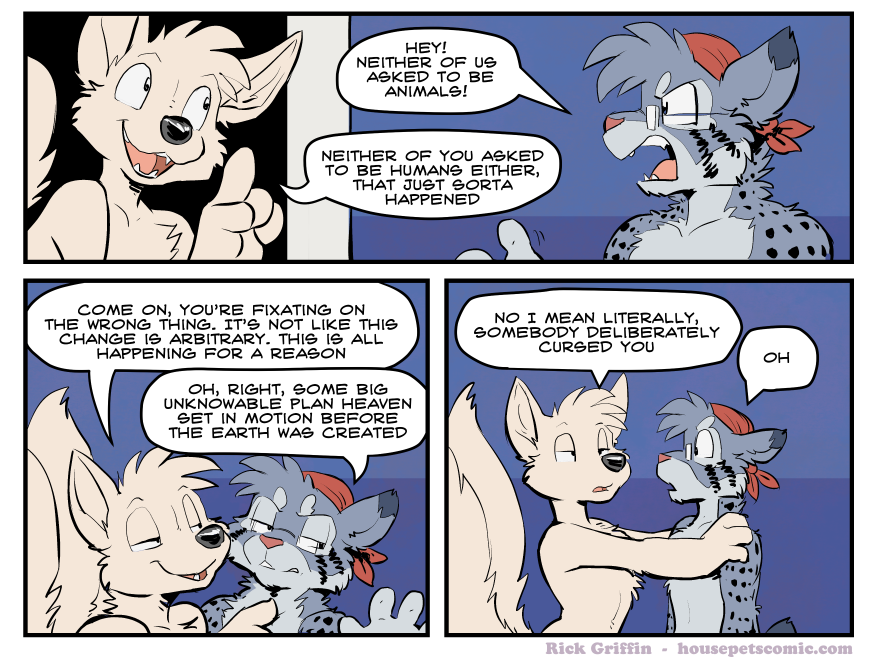 HEY!
NEITHER OF US
ASKED TO BE
ANIMALS!
NEITHER OF YOU ASKED
TO BE HUMANS EITHER,
THAT JUST SORTA
HAPPENED
COME ON, YOU'RE FIXATING ON
THE WRONG THING. IT'S NOT LIKE THIS
CHANGE IS ARBITRARY. THIS IS ALL
HAPPENING FOR A REASON
OH, RIGHT, SOME BIG
UNKNOWABLE PLAN HEAVEN
SET IN MOTION BEFORE
THE EARTH WAS CREATED
NO I MEAN LITERALLY,
SOMEBODY DELIBERATELY
CURSED YOU
OH
Rick Griffin - housepetscomic.com